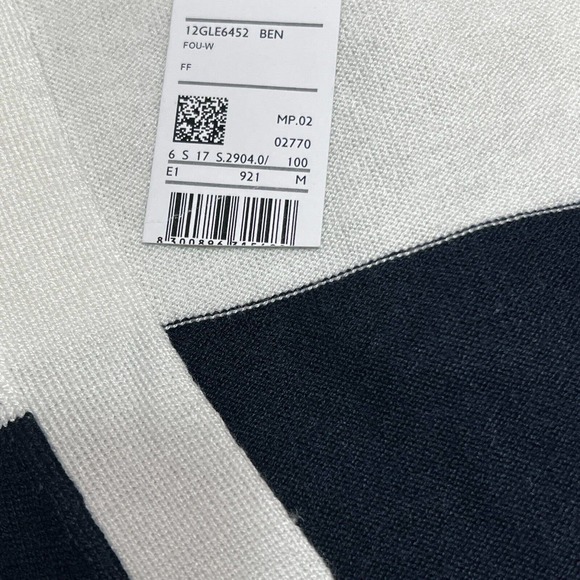 12GLE6452 BEN
FOU-W
FF
MP.02
02770
6 S 17 S.2904.0/ 100
E1 921 M